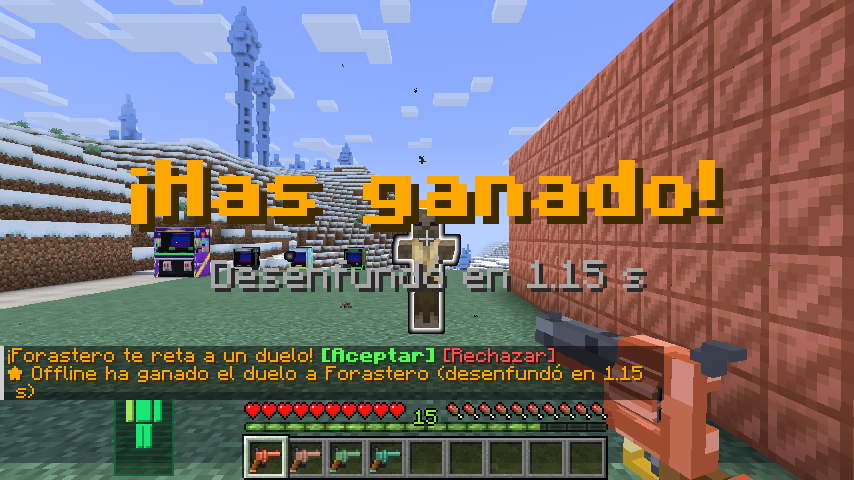 ¡Has ganado!
Desenfundó en 1.15 s
¡Forastero te reta a un duelo! [Aceptar] [Rechazar]
★ Offline ha ganado el duelo a Forastero (desenfundó en 1.15
s)
15